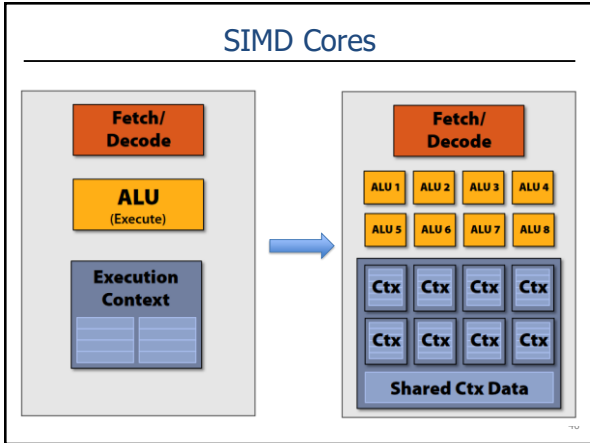 SIMD Cores
Fetch/
Decode
ALU
(Execute)
Execution
Context
Fetch/
Decode
ALU 1 ALU 2 ALU 3 ALU 4
ALU 5 ALU 6 ALU 7 ALU 8
Ctx Ctx Ctx Ctx
Ctx Ctx Ctx Ctx
Shared Ctx Data